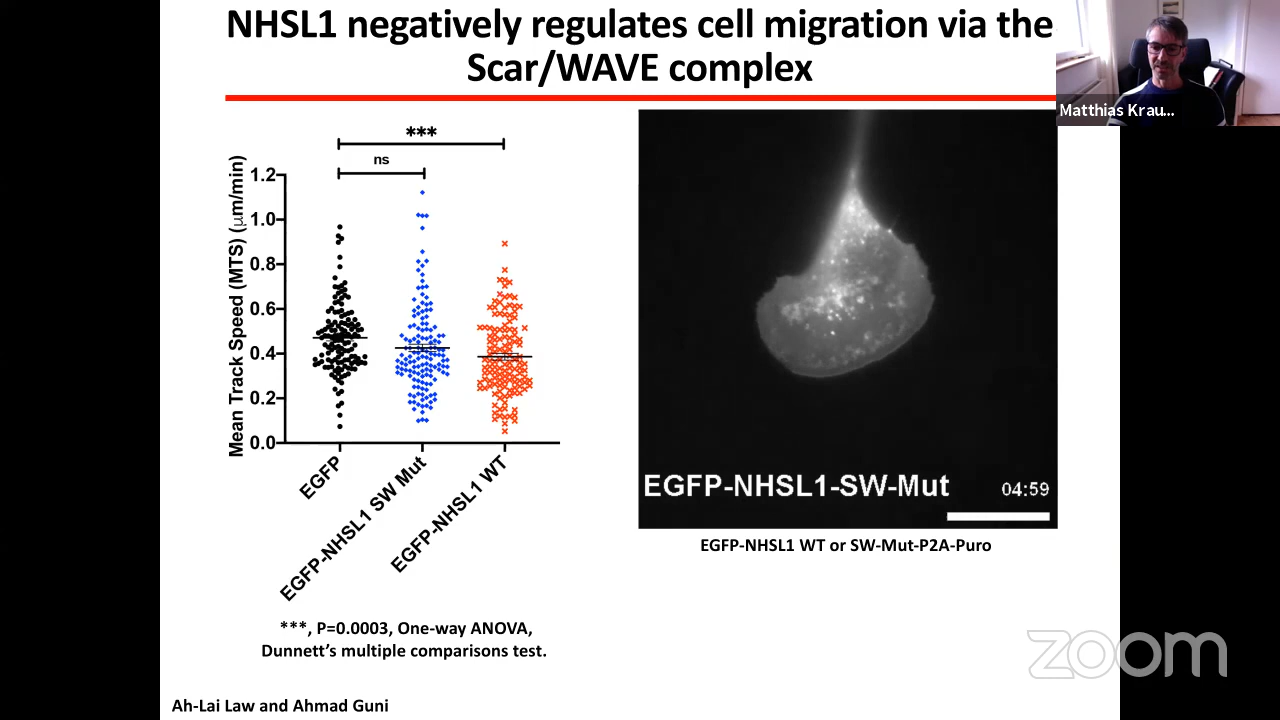 NHSL1 negatively regulates cell migration via the
Scar/WAVE complex
Matthias Krau...
***
ns
Mean Track Speed (MTS) (μm/min)
1.2
1.0
0.8
0.6
0.4
0.2
0.0
EGFP
EGFP-NHSL1 SW Mut
EGFP-NHSL1 WT
EGFP-NHSL1-SW-Mut
04:59
EGFP-NHSL1 WT or SW-Mut-P2A-Puro
***, P=0.0003, One-way ANOVA,
Dunnett’s multiple comparisons test.
zoom
Ah-Lai Law and Ahmad Guni